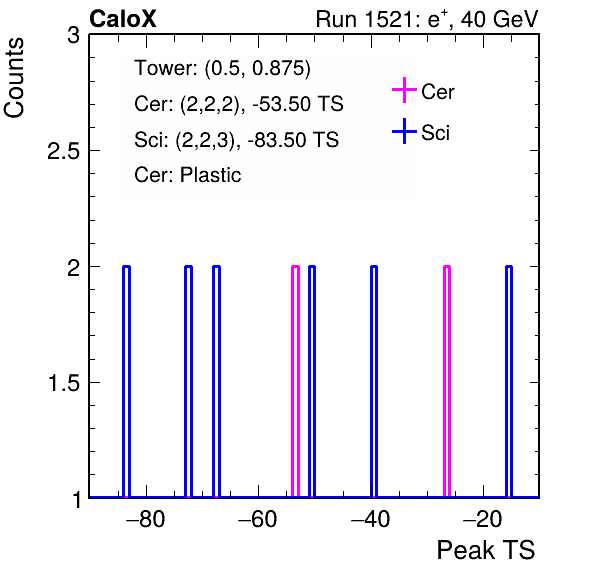 CaloX
Run 1521: e+, 40 GeV
Counts
3
2.5
2
1.5
1
Tower: (0.5, 0.875)
Cer: (2,2,2), -53.50 TS
Sci: (2,2,3), -83.50 TS
Cer: Plastic
Cer
Sci
−80
−60
−40
−20
Peak TS